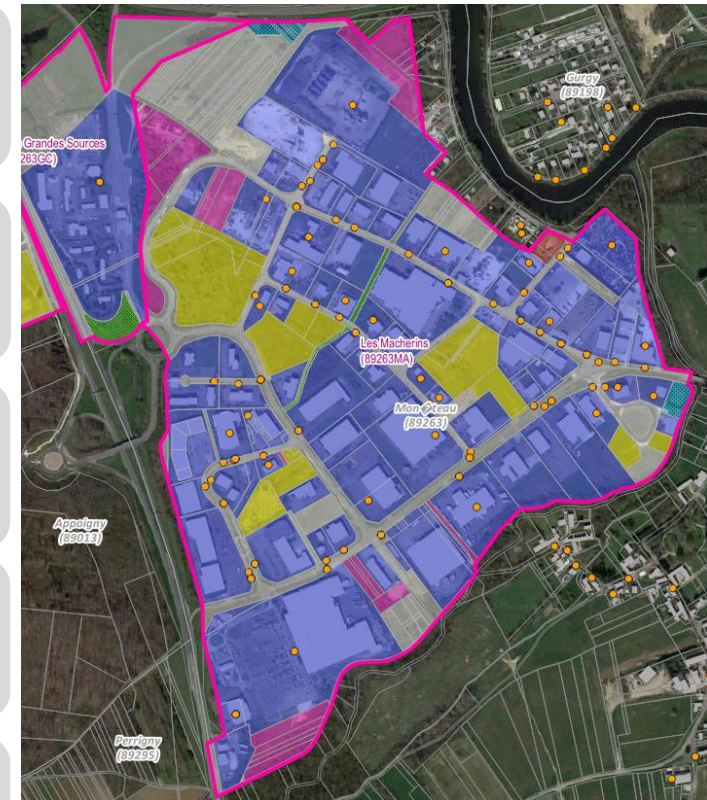 Gurgy
(89198)
Grandes Sources
263GC)
Les Macherins
(89263MA)
Mon�teau
(89263)
Appoigny
(89013)
Perrigny
(89295)